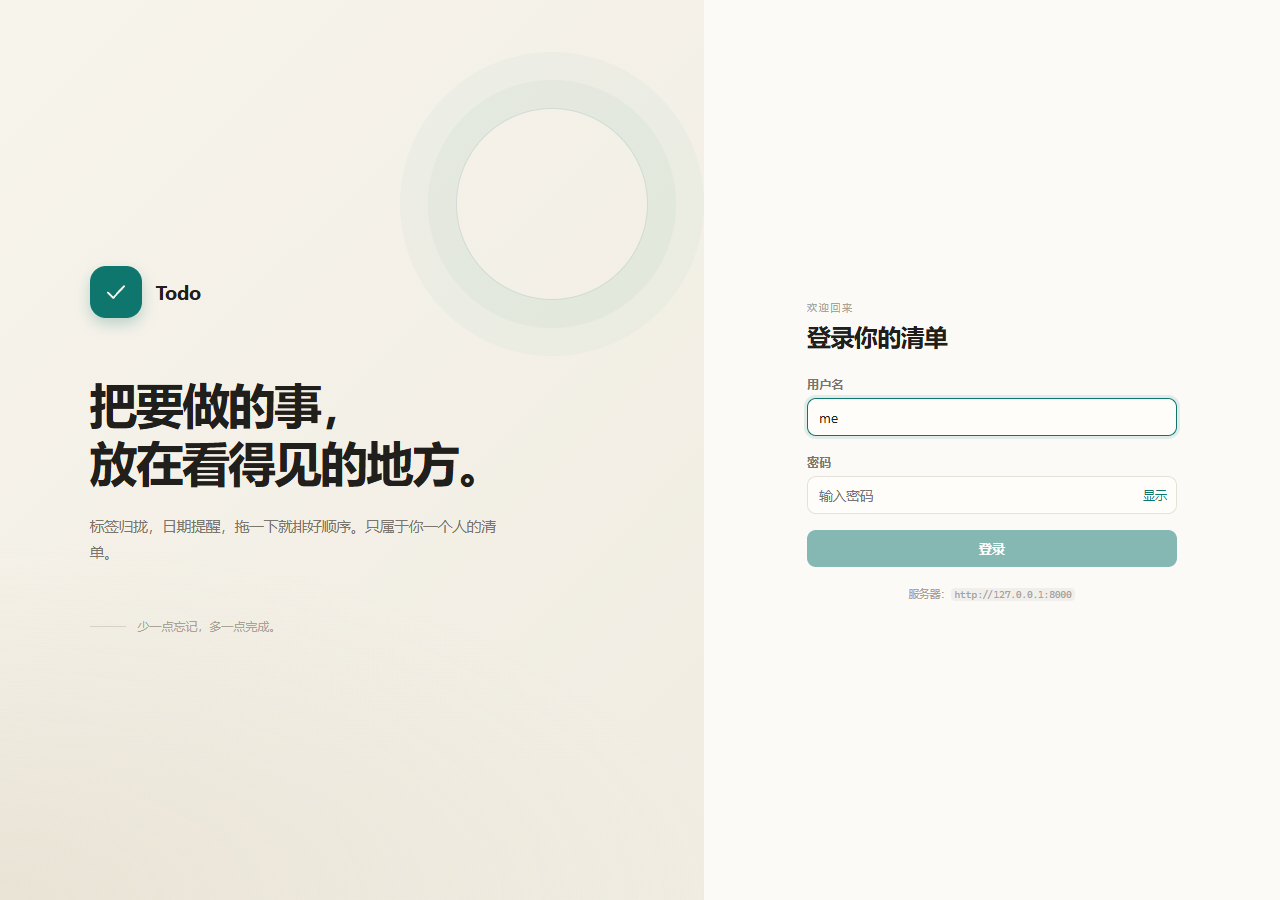 Todo
把要做的事，
放在看得见的地方。
标签归拢，日期提醒，拖一下就排好顺序。只属于你一个人的清
单。
少一点忘记，多一点完成。
欢迎回来
登录你的清单
用户名
me
密码
输入密码 显示
登录
服务器： http://127.0.0.1:8000